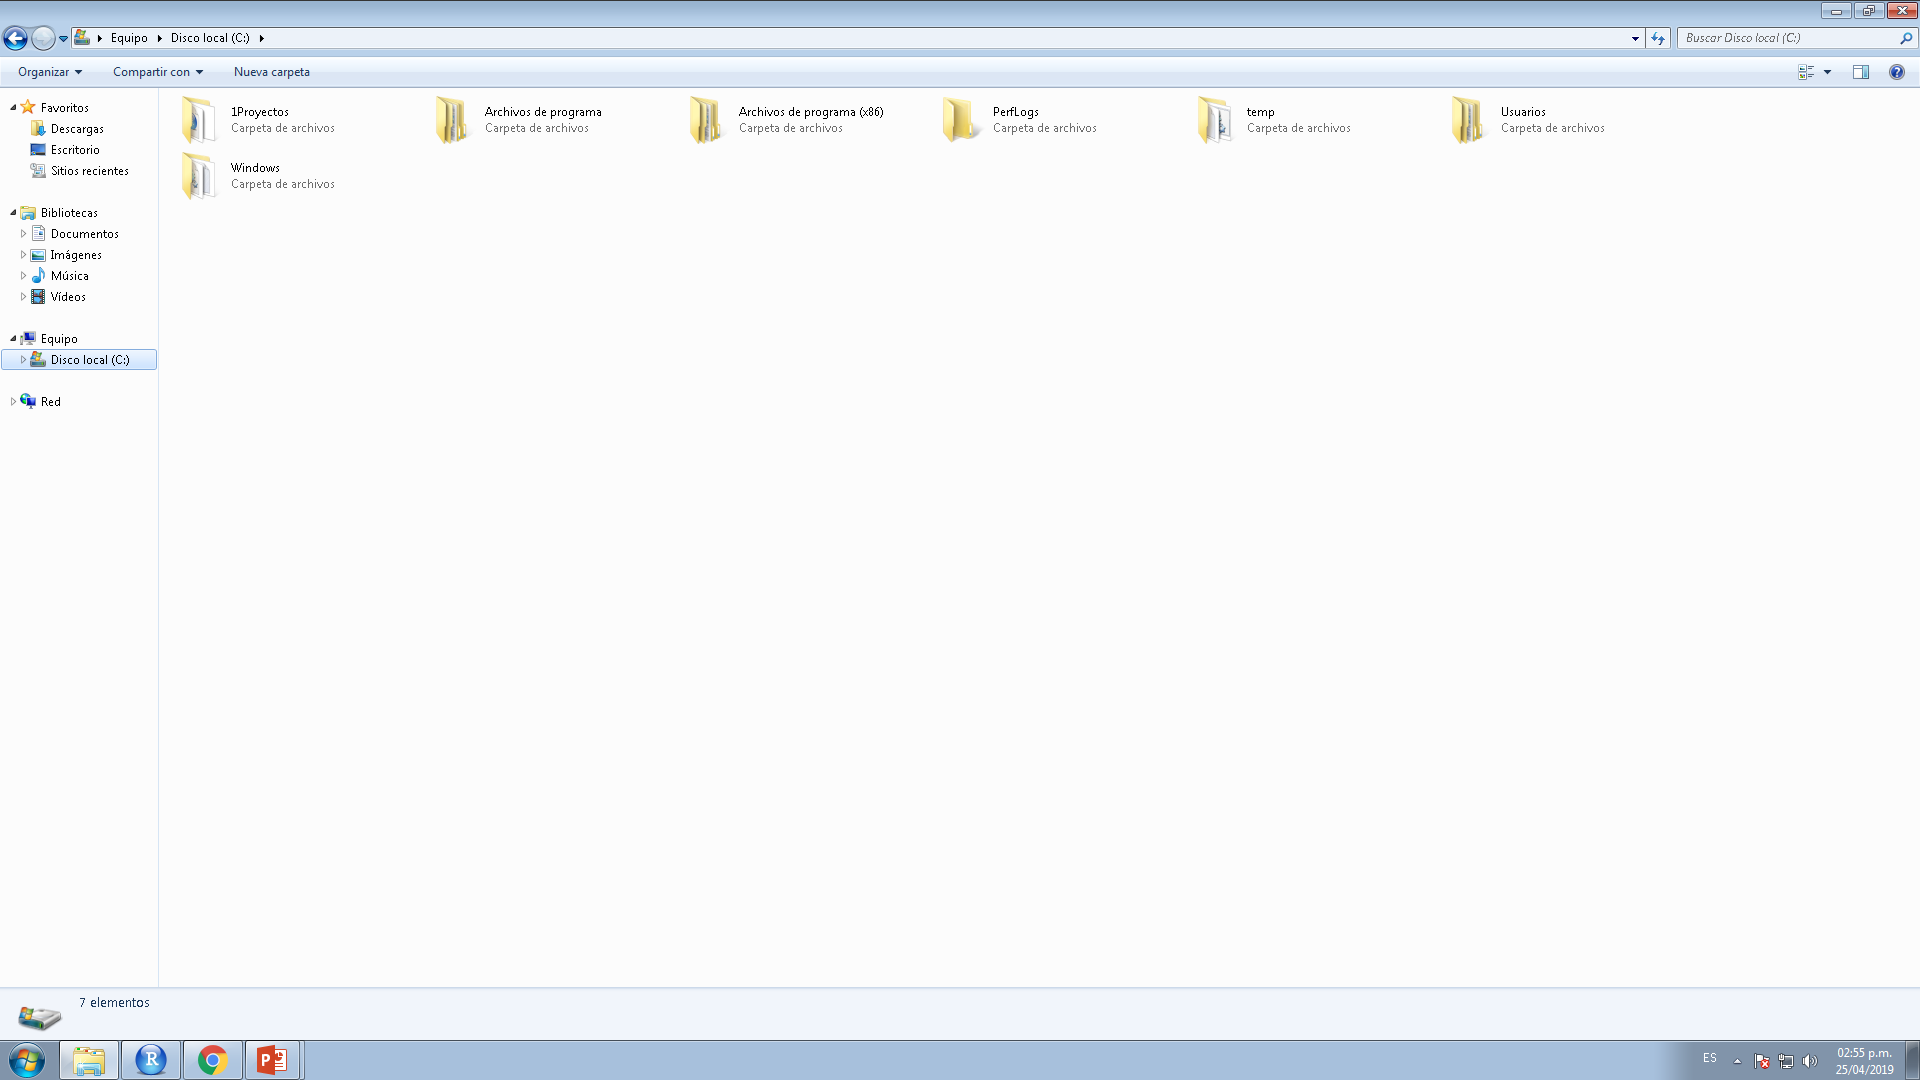 Equipo Disco local (C:)
Buscar Disco local (C:)
Organizar Compartir con Nueva carpeta
Favoritos
Descargas
Escritorio
Sitios recientes
Bibliotecas
Documentos
Imágenes
Música
Vídeos
Equipo
Disco local (C:)
Red
1Proyectos
Carpeta de archivos
Archivos de programa
Carpeta de archivos
Archivos de programa (x86)
Carpeta de archivos
PerfLogs
Carpeta de archivos
temp
Carpeta de archivos
Usuarios
Carpeta de archivos
Windows
Carpeta de archivos
7 elementos
ES
02:55 p.m.
25/04/2019